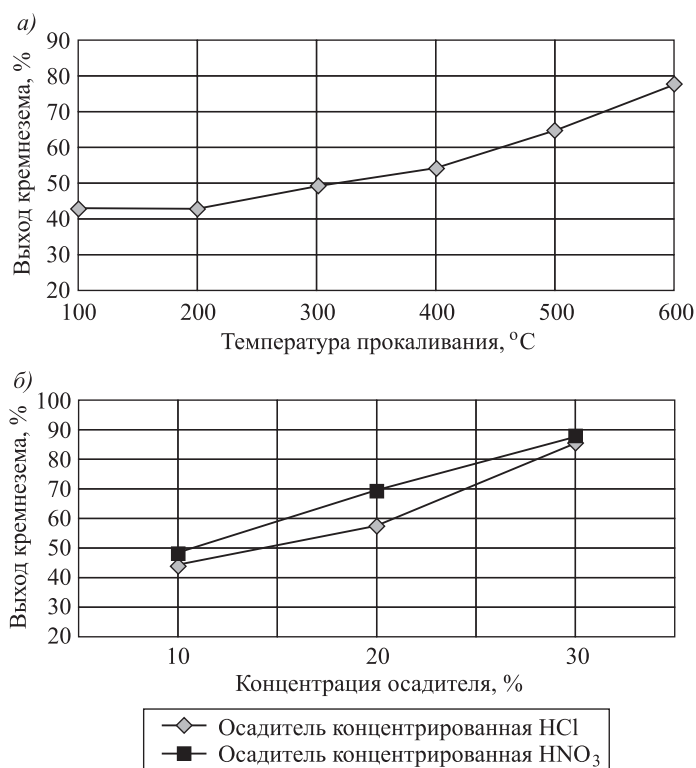 а)
90
80
70
60
50
40
30
20
Выход кремнезема, %
100 200 300 400 500 600
Температура прокаливания, °С
б)
100
90
80
70
60
50
40
30
20
Выход кремнезема, %
10 20 30
Концентрация осадителя, %
Осадитель концентрированная HCl
Осадитель концентрированная HNO₃